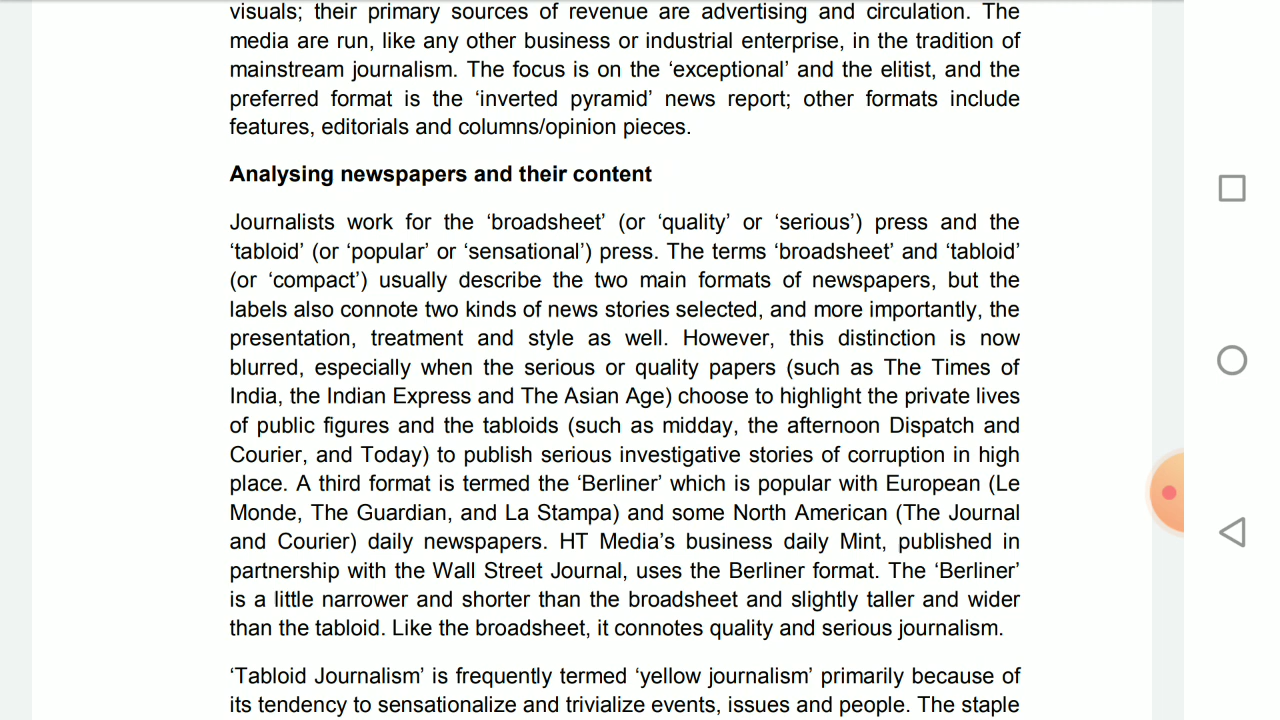 visuals; their primary sources of revenue are advertising and circulation. The
media are run, like any other business or industrial enterprise, in the tradition of
mainstream journalism. The focus is on the ‘exceptional’ and the elitist, and the
preferred format is the ‘inverted pyramid’ news report; other formats include
features, editorials and columns/opinion pieces.
Analysing newspapers and their content
Journalists work for the ‘broadsheet’ (or ‘quality’ or ‘serious’) press and the
‘tabloid’ (or ‘popular’ or ‘sensational’) press. The terms ‘broadsheet’ and ‘tabloid’
(or ‘compact’) usually describe the two main formats of newspapers, but the
labels also connote two kinds of news stories selected, and more importantly, the
presentation, treatment and style as well. However, this distinction is now
blurred, especially when the serious or quality papers (such as The Times of
India, the Indian Express and The Asian Age) choose to highlight the private lives
of public figures and the tabloids (such as midday, the afternoon Dispatch and
Courier, and Today) to publish serious investigative stories of corruption in high
place. A third format is termed the ‘Berliner’ which is popular with European (Le
Monde, The Guardian, and La Stampa) and some North American (The Journal
and Courier) daily newspapers. HT Media’s business daily Mint, published in
partnership with the Wall Street Journal, uses the Berliner format. The ‘Berliner’
is a little narrower and shorter than the broadsheet and slightly taller and wider
than the tabloid. Like the broadsheet, it connotes quality and serious journalism.
‘Tabloid Journalism’ is frequently termed ‘yellow journalism’ primarily because of
its tendency to sensationalize and trivialize events, issues and people. The staple